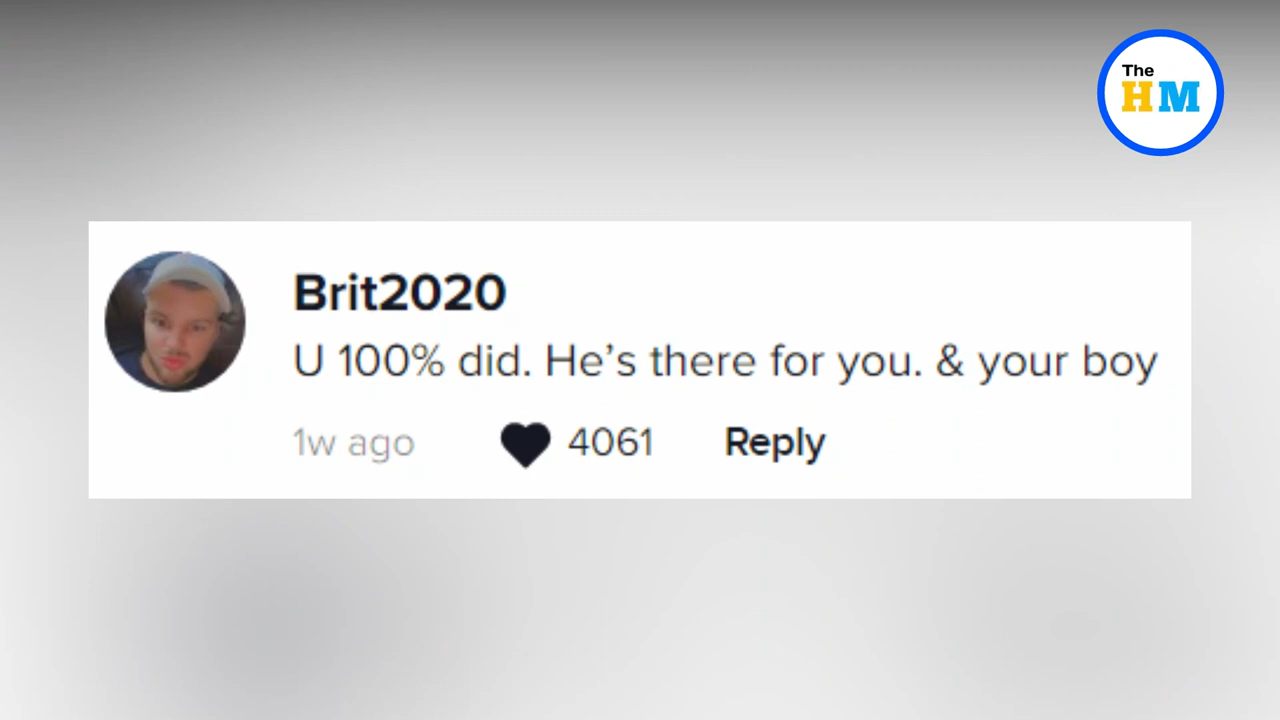 The
HM
Brit2020
U 100% did. He’s there for you. & your boy
1w ago 4061 Reply